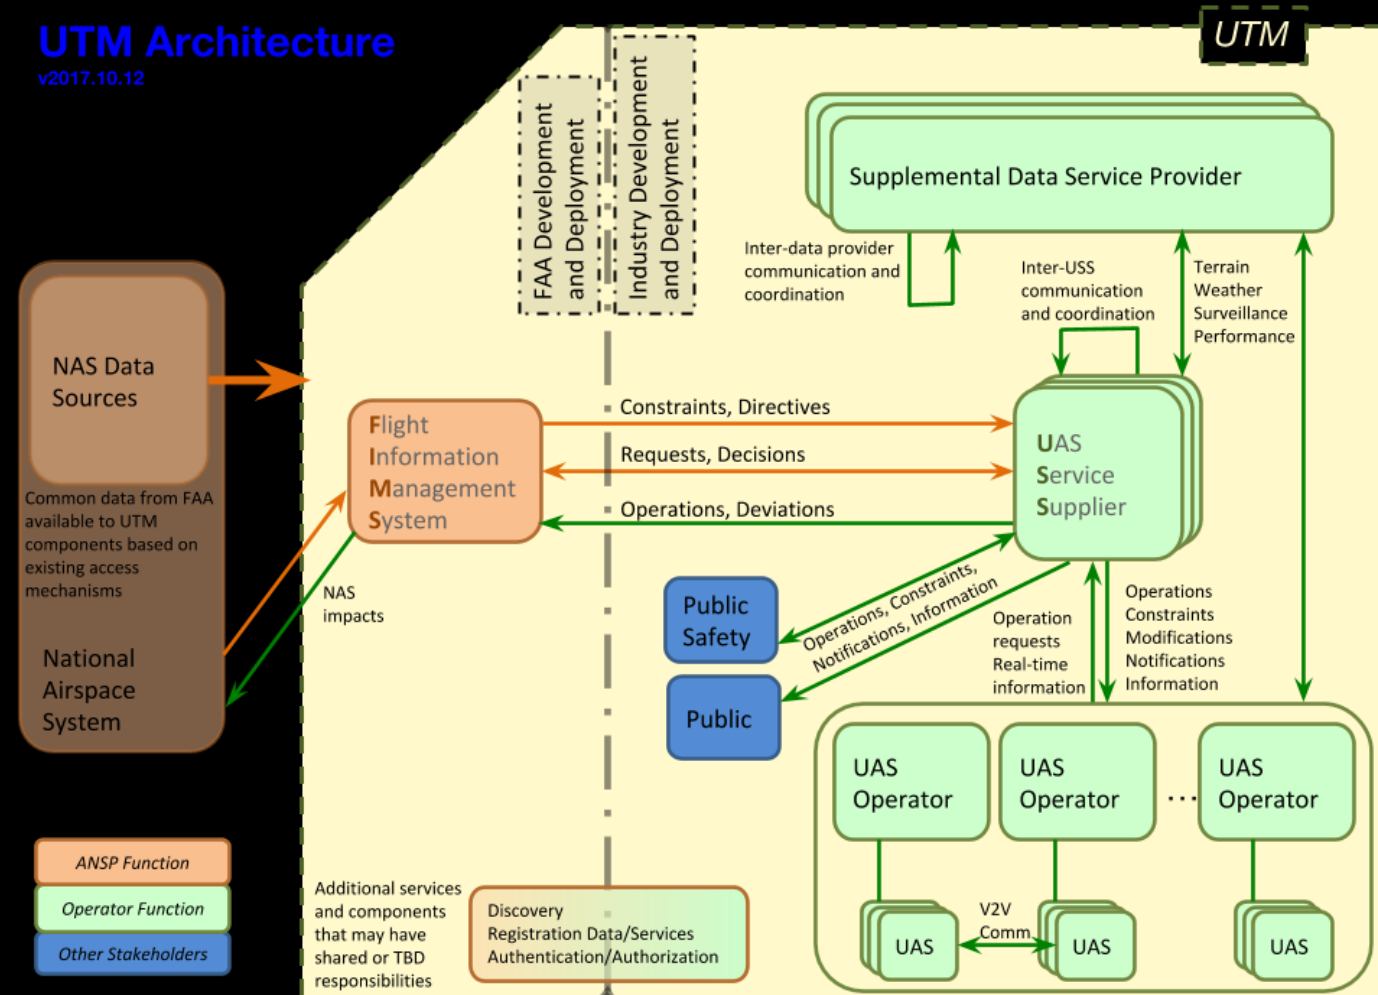 UTM Architecture
v2017.10.12
UTM
FAA Development
and Deployment
Industry Development
and Deployment
Supplemental Data Service Provider
Inter-data provider
communication and
coordination
Inter-USS
communication
and coordination
Terrain
Weather
Surveillance
Performance
NAS Data
Sources
Common data from FAA
available to UTM
components based on
existing access
mechanisms
National
Airspace
System
NAS
impacts
Flight
Information
Management
System
Constraints, Directives
Requests, Decisions
Operations, Deviations
UAS
Service
Supplier
Public
Safety
Public
Operations, Constraints,
Notifications, Information
Operation
requests
Real-time
information
Operations
Constraints
Modifications
Notifications
Information
UAS
Operator
UAS
Operator
...
UAS
Operator
UAS
V2V
Comm
UAS
UAS
ANSP Function
Operator Function
Other Stakeholders
Additional services
and components
that may have
shared or TBD
responsibilities
Discovery
Registration Data/Services
Authentication/Authorization